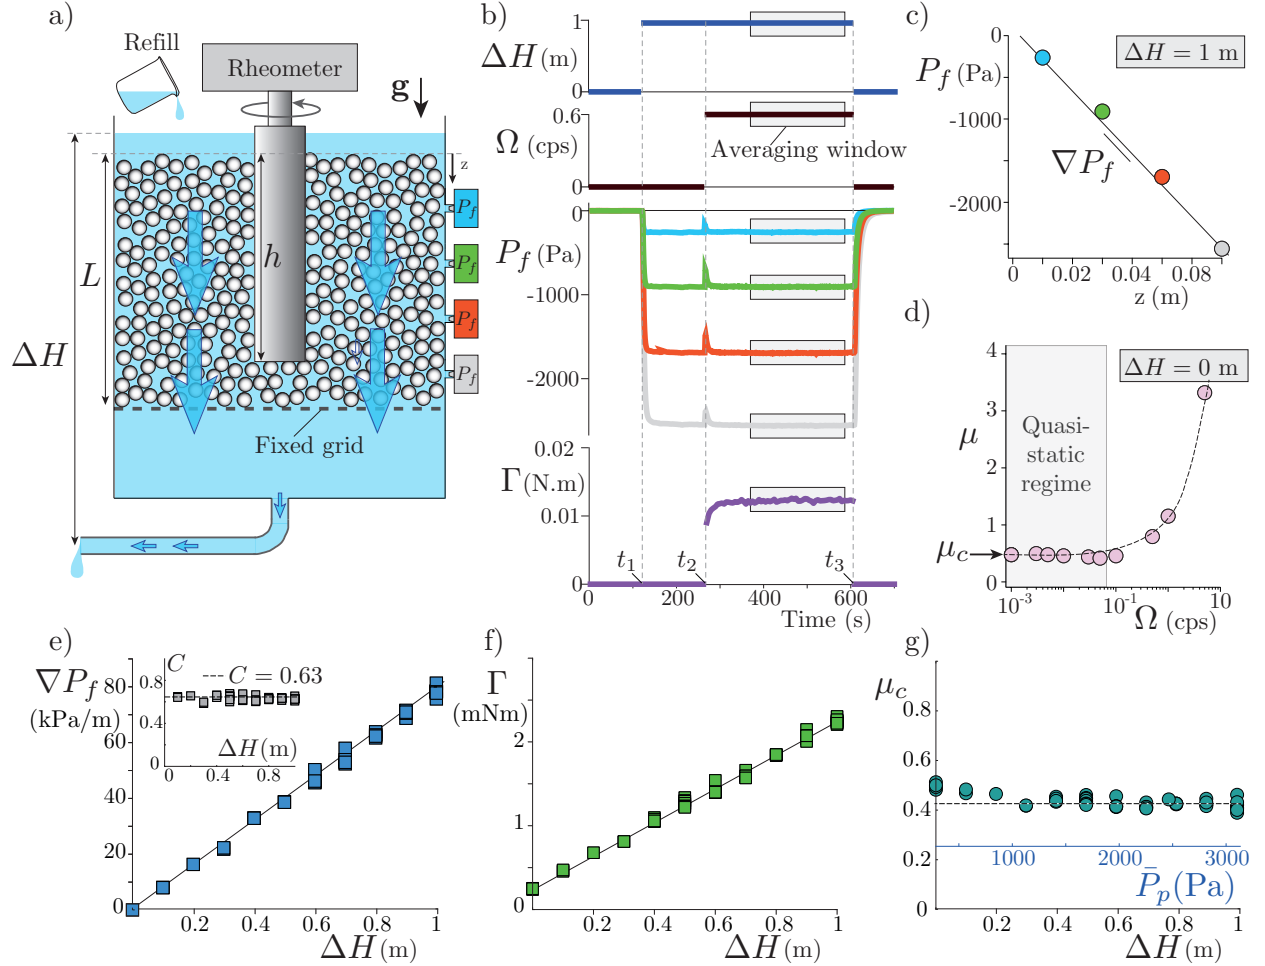 a)
Refill
Rheometer
g
z
P_f
P_f
P_f
P_f
h
L
ΔH
Fixed grid
b)
1
ΔH (m)
0
0.6
Ω (cps)
0
Averaging window
0
P_f (Pa)
-1000
-2000
0.02
Γ (N.m)
0.01
0
t_1
t_2
t_3
0 200 400 600
Time (s)
c)
0
P_f (Pa)
ΔH = 1 m
-1000
∇P_f
-2000
0 0.02 0.04 0.06 0.08
z (m)
d)
4
ΔH = 0 m
3
μ
2
Quasi-
static
regime
1
μ_c
0
10^-3 10^-1 10
Ω (cps)
e)
∇P_f
(kPa/m)
80
60
40
20
0
C
C = 0.63
0.8
0.4
0
ΔH (m)
0 0.4 0.8
0.2 0.4 0.6 0.8 1
ΔH (m)
f)
Γ
(mNm)
2
1
0
0 0.2 0.4 0.6 0.8 1
ΔH (m)
g)
μ_c
0.8
0.6
0.4
0.2
0
1000 2000 3000
P̄_p (Pa)
0.2 0.4 0.6 0.8 1
ΔH (m)